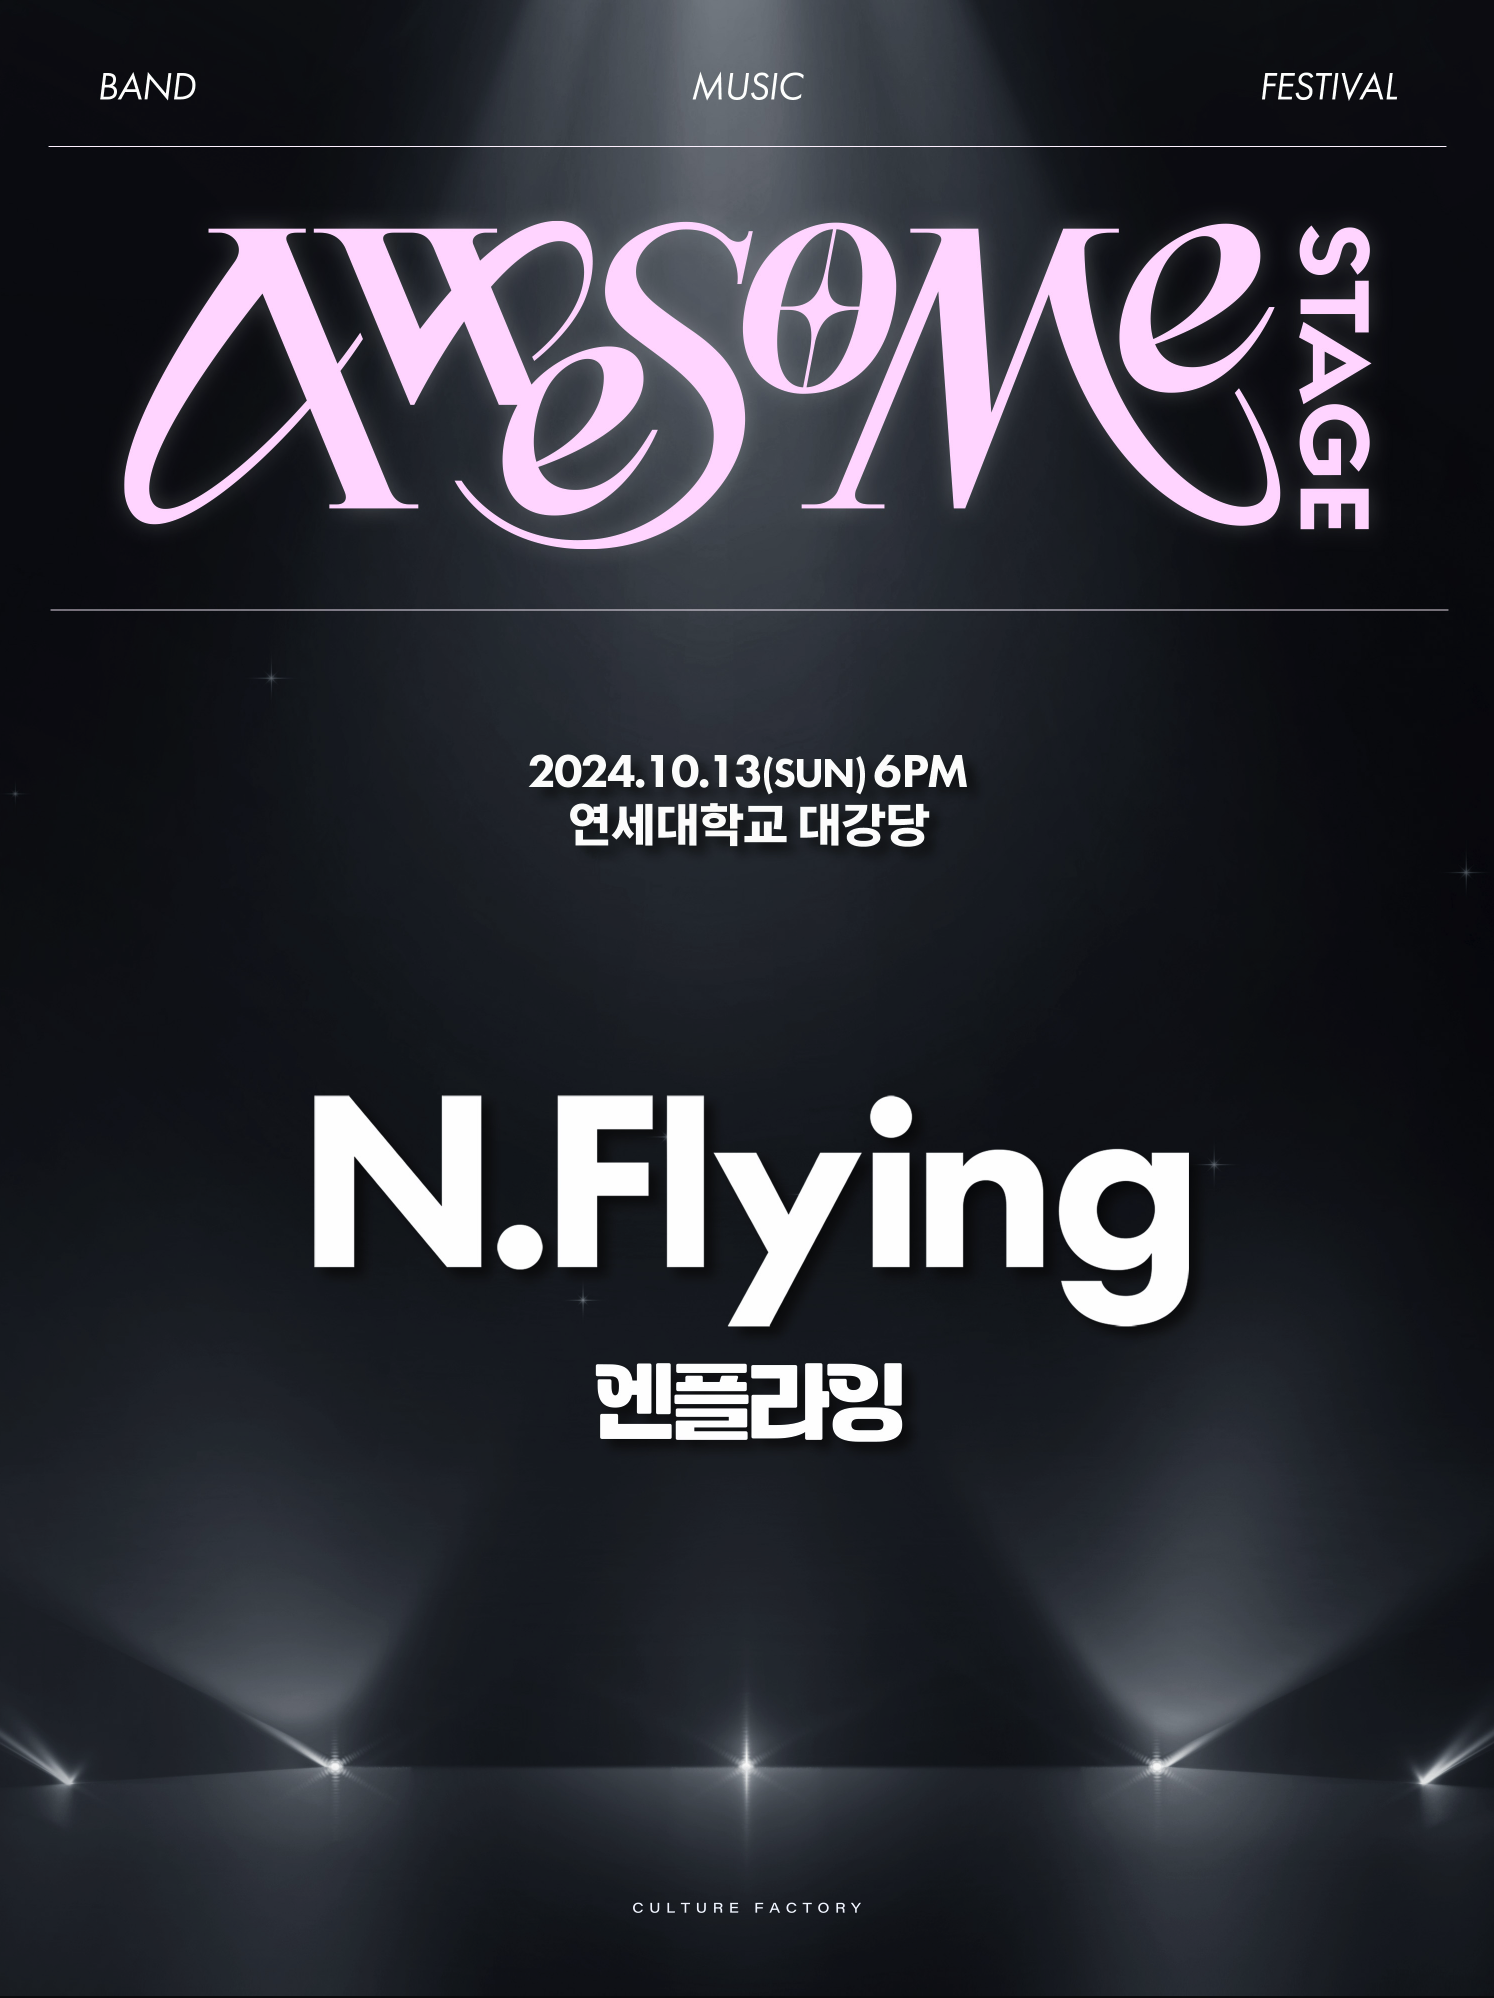 BAND MUSIC FESTIVAL
AWESOME
STAGE
2024.10.13(SUN) 6PM
연세대학교 대강당
N.Flying
엔플라잉
CULTURE FACTORY